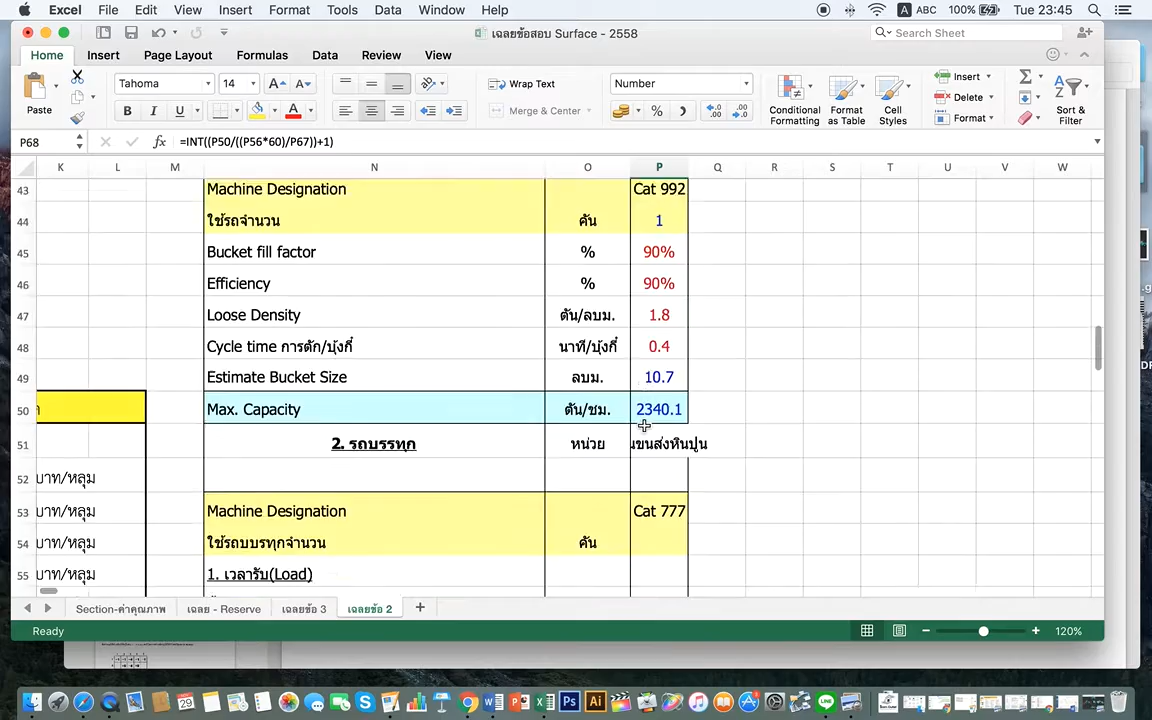 Excel File Edit View Insert Format Tools Data Window Help A ABC 100% Tue 23:45
เฉลยข้อสอบ Surface - 2558 Search Sheet
Home Insert Page Layout Formulas Data Review View
Tahoma 14 Wrap Text Number Insert
Paste B I U A Merge & Center % Conditional Formatting Format as Table Cell Styles Delete Format Sort & Filter
P68 fx =INT((P50/((P56*60)/P67))+1)
K L M N O P Q R S T U V W
43 Machine Designation Cat 992
44 ใช้รถจำนวน คัน 1
45 Bucket fill factor % 90%
46 Efficiency % 90%
47 Loose Density ตัน/ลบม. 1.8
48 Cycle time การตัก/บุ้งกี๋ นาที/บุ้งกี๋ 0.4
49 Estimate Bucket Size ลบม. 10.7
50 Max. Capacity ตัน/ชม. 2340.1
51 2. รถบรรทุก หน่วย นขนส่งหินปูน
52 บาท/หลุม
53 บาท/หลุม Machine Designation Cat 777
54 บาท/หลุม ใช้รถบบรทุกจำนวน คัน
55 บาท/หลุม 1. เวลารับ(Load)
Section-ค่าคุณภาพ เฉลย - Reserve เฉลยข้อ 3 เฉลยข้อ 2 +
Ready 120%